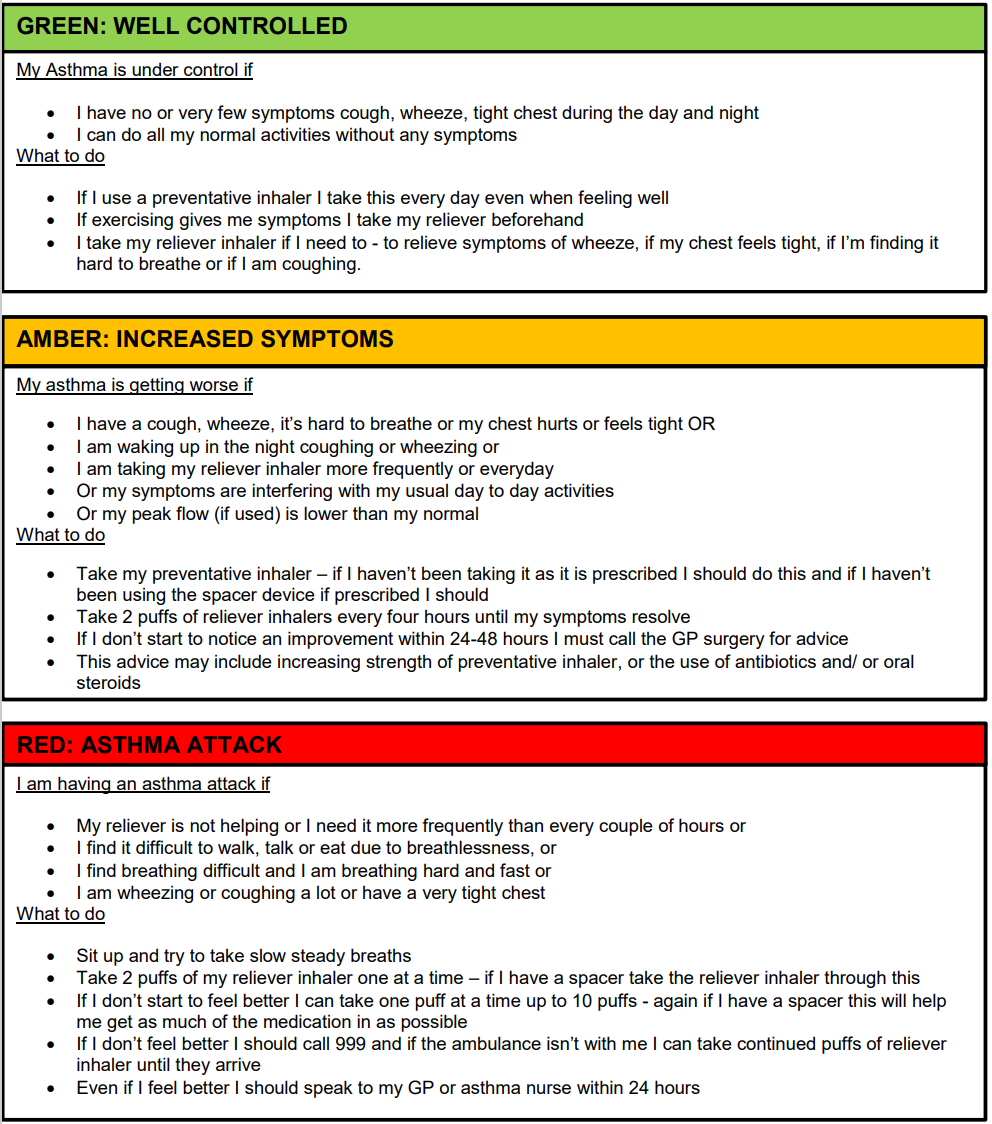 GREEN: WELL CONTROLLED
My Asthma is under control if
• I have no or very few symptoms cough, wheeze, tight chest during the day and night
• I can do all my normal activities without any symptoms
What to do
• If I use a preventative inhaler I take this every day even when feeling well
• If exercising gives me symptoms I take my reliever beforehand
• I take my reliever inhaler if I need to - to relieve symptoms of wheeze, if my chest feels tight, if I’m finding it
hard to breathe or if I am coughing.
AMBER: INCREASED SYMPTOMS
My asthma is getting worse if
• I have a cough, wheeze, it’s hard to breathe or my chest hurts or feels tight OR
• I am waking up in the night coughing or wheezing or
• I am taking my reliever inhaler more frequently or everyday
• Or my symptoms are interfering with my usual day to day activities
• Or my peak flow (if used) is lower than my normal
What to do
• Take my preventative inhaler – if I haven’t been taking it as it is prescribed I should do this and if I haven’t
been using the spacer device if prescribed I should
• Take 2 puffs of reliever inhalers every four hours until my symptoms resolve
• If I don’t start to notice an improvement within 24-48 hours I must call the GP surgery for advice
• This advice may include increasing strength of preventative inhaler, or the use of antibiotics and/ or oral
steroids
RED: ASTHMA ATTACK
I am having an asthma attack if
• My reliever is not helping or I need it more frequently than every couple of hours or
• I find it difficult to walk, talk or eat due to breathlessness, or
• I find breathing difficult and I am breathing hard and fast or
• I am wheezing or coughing a lot or have a very tight chest
What to do
• Sit up and try to take slow steady breaths
• Take 2 puffs of my reliever inhaler one at a time – if I have a spacer take the reliever inhaler through this
• If I don’t start to feel better I can take one puff at a time up to 10 puffs - again if I have a spacer this will help
me get as much of the medication in as possible
• If I don’t feel better I should call 999 and if the ambulance isn’t with me I can take continued puffs of reliever
inhaler until they arrive
• Even if I feel better I should speak to my GP or asthma nurse within 24 hours